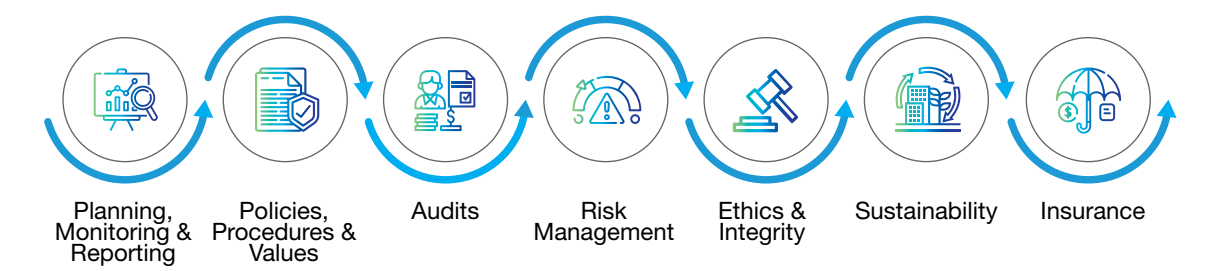 Planning,
Monitoring &
Reporting
Policies,
Procedures &
Values
Audits
Risk
Management
Ethics &
Integrity
Sustainability
Insurance